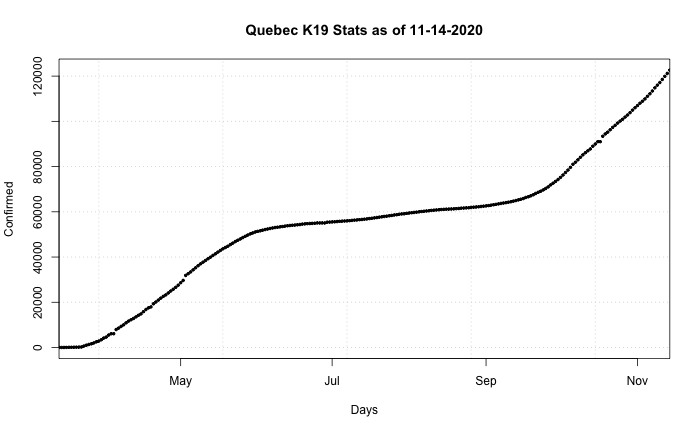 Quebec K19 Stats as of 11-14-2020
120000
80000
60000
40000
20000
0
Confirmed
May Jul Sep Nov
Days